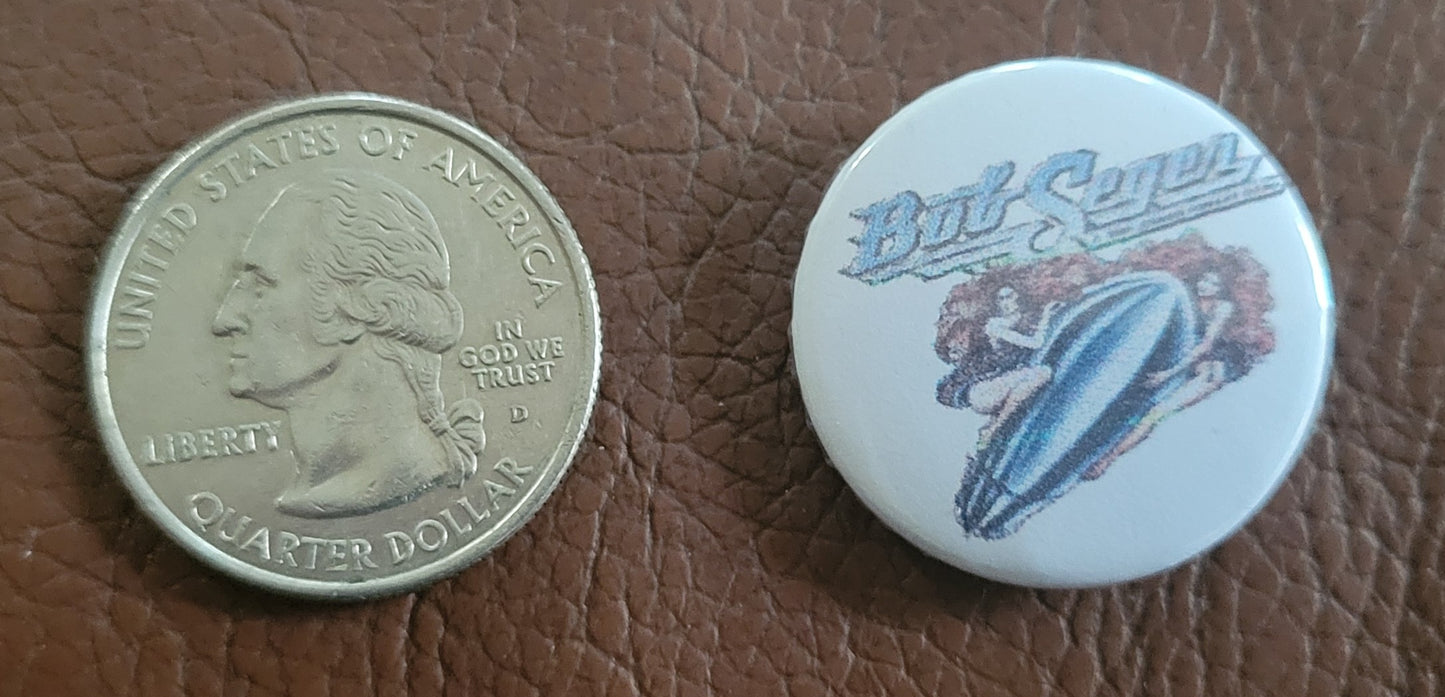 UNITED STATES OF AMERICA
LIBERTY
IN
GOD WE
TRUST
D
QUARTER DOLLAR
Bob Seger